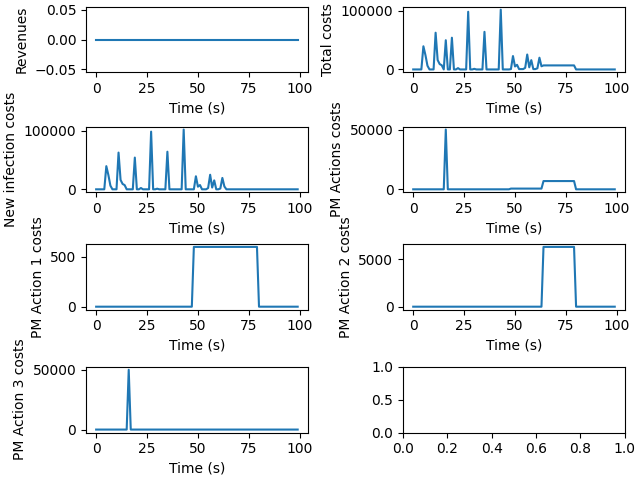 Revenues
0.05
0.00
−0.05
0 25 50 75 100
Time (s)
Total costs
100000
0
0 25 50 75 100
Time (s)
New infection costs
100000
0
0 25 50 75 100
Time (s)
PM Actions costs
50000
0
0 25 50 75 100
Time (s)
PM Action 1 costs
500
0
0 25 50 75 100
Time (s)
PM Action 2 costs
5000
0
0 25 50 75 100
Time (s)
PM Action 3 costs
50000
0
0 25 50 75 100
Time (s)
1.0
0.5
0.0
0.0 0.2 0.4 0.6 0.8 1.0